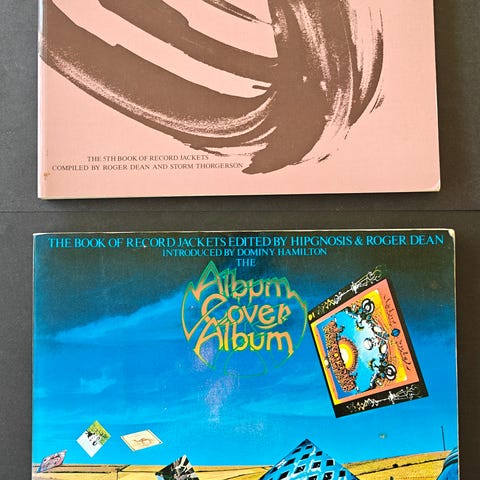 THE 5TH BOOK OF RECORD JACKETS
COMPILED BY ROGER DEAN AND STORM THORGERSON
THE BOOK OF RECORD JACKETS EDITED BY HIPGNOSIS & ROGER DEAN
INTRODUCED BY DOMINY HAMILTON
THE
Album
Cover
Album